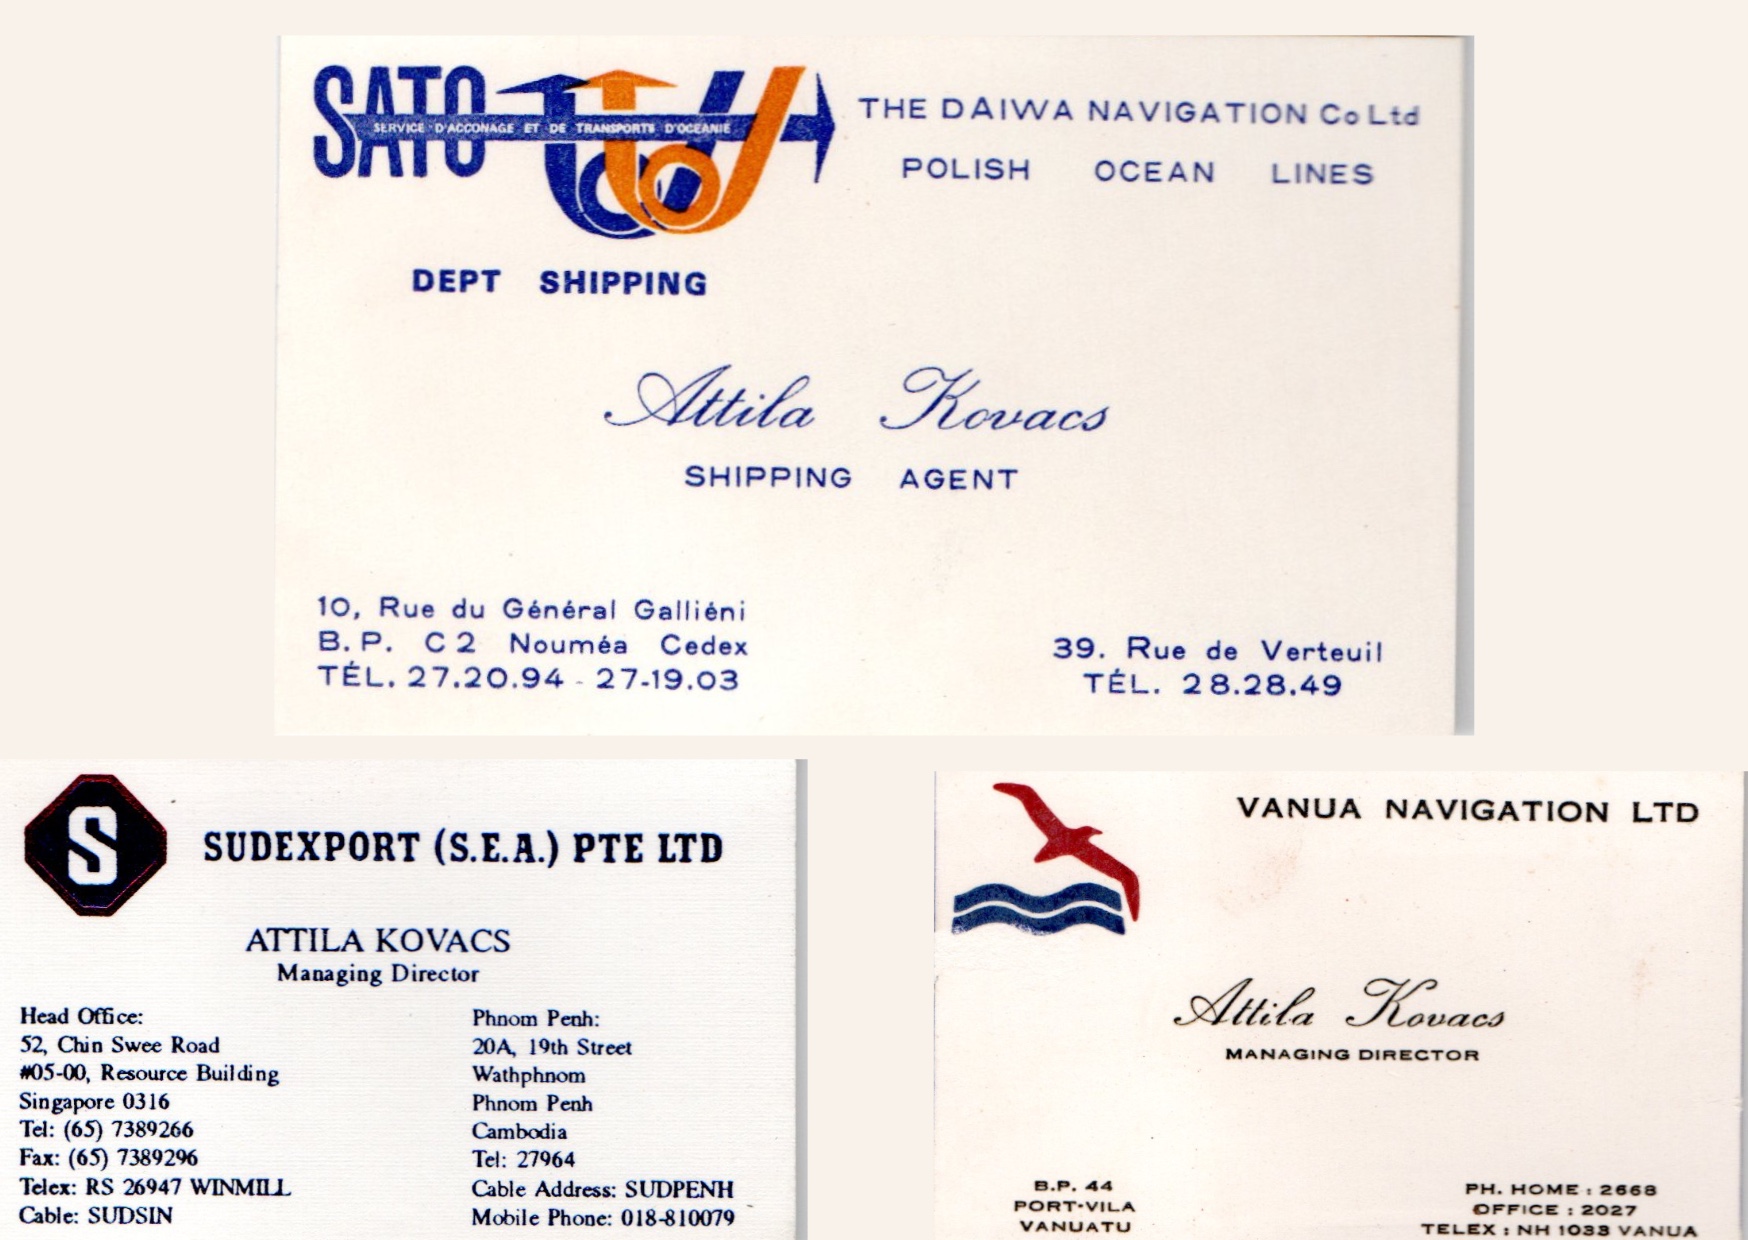 SATO
SERVICE D'ACCONAGE ET DE TRANSPORTS D'OCEANIE
THE DAIWA NAVIGATION Co Ltd
POLISH OCEAN LINES
DEPT SHIPPING
Attila Kovacs
SHIPPING AGENT
10, Rue du Général Galliéni
B.P. C2 Nouméa Cedex
TÉL. 27.20.94 - 27-19.03
39. Rue de Verteuil
TÉL. 28.28.49
S
SUDEXPORT (S.E.A.) PTE LTD
ATTILA KOVACS
Managing Director
Head Office:
52, Chin Swee Road
#05-00, Resource Building
Singapore 0316
Tel: (65) 7389266
Fax: (65) 7389296
Telex: RS 26947 WINMILL
Cable: SUDSIN
Phnom Penh:
20A, 19th Street
Wathphnom
Phnom Penh
Cambodia
Tel: 27964
Cable Address: SUDPENH
Mobile Phone: 018-810079
VANUA NAVIGATION LTD
Attila Kovacs
MANAGING DIRECTOR
B.P. 44
PORT-VILA
VANUATU
PH. HOME : 2668
OFFICE : 2027
TELEX : NH 1033 VANUA